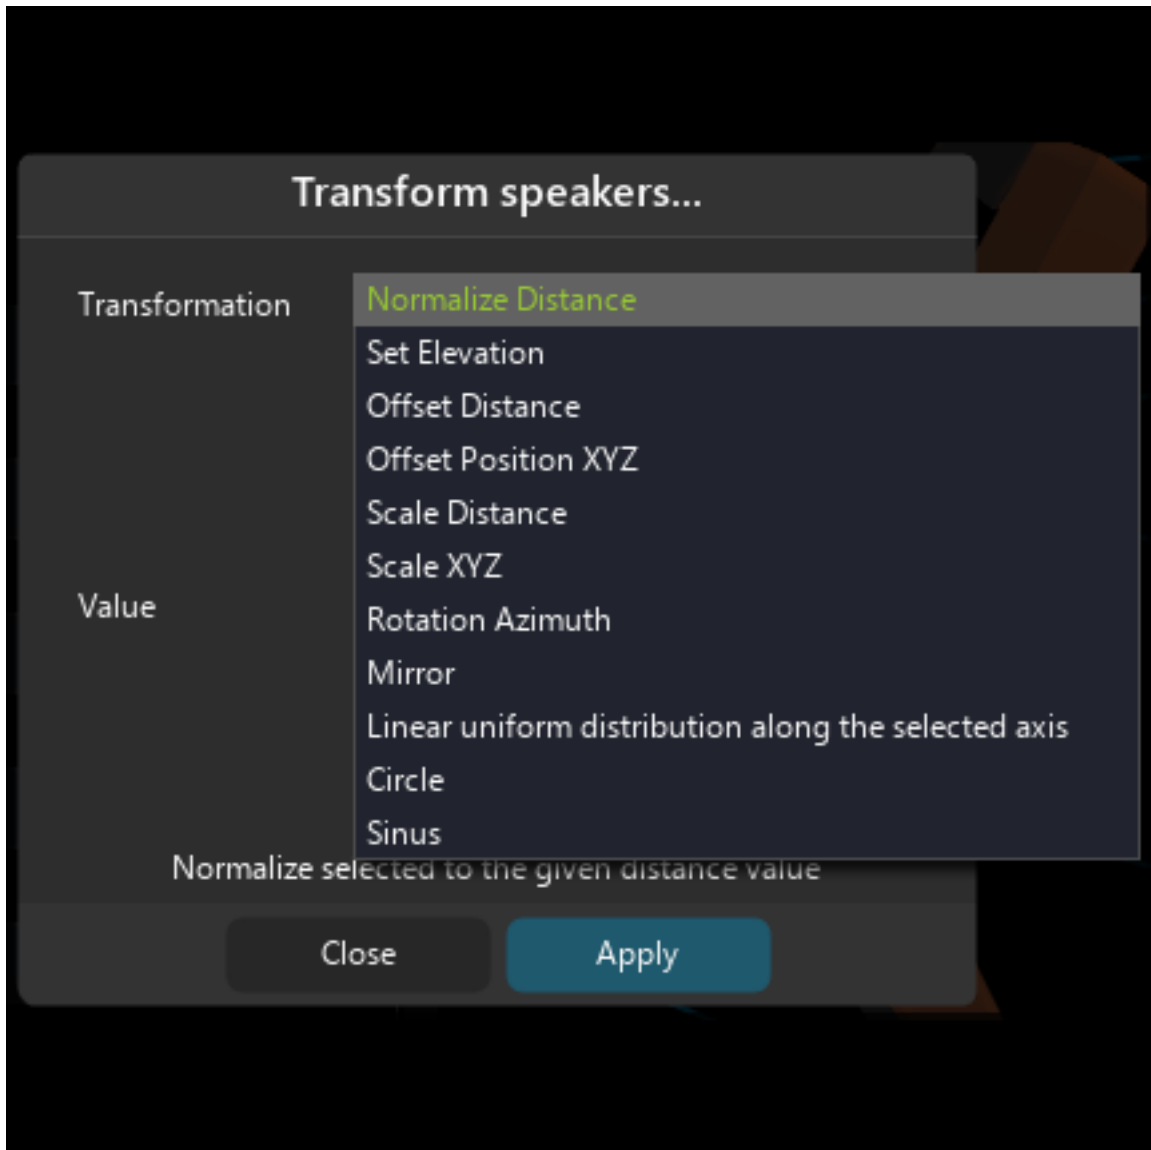 Transform speakers...
Transformation
Normalize Distance
Set Elevation
Offset Distance
Offset Position XYZ
Scale Distance
Scale XYZ
Rotation Azimuth
Value
Mirror
Linear uniform distribution along the selected axis
Circle
Sinus
Normalize selected to the given distance value
Close
Apply